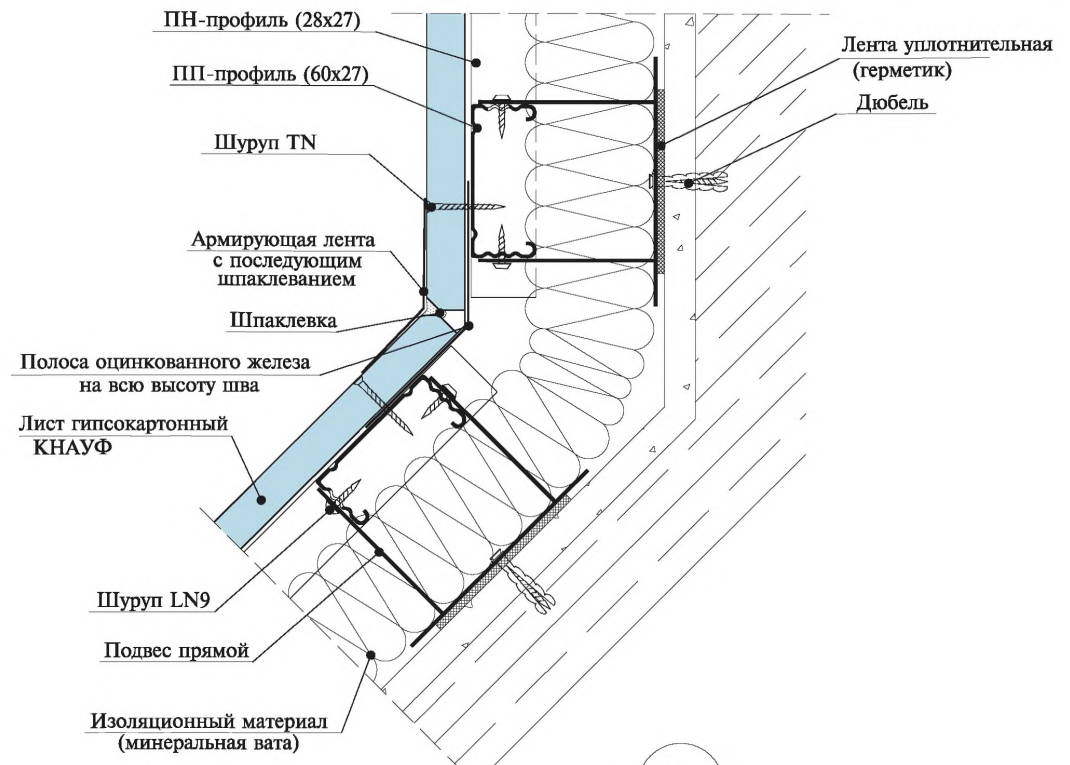 ПН-профиль (28x27)
ПП-профиль (60x27)
Шуруп TN
Армирующая лента
с последующим
шпаклеванием
Шпаклевка
Полоса оцинкованного железа
на всю высоту шва
Лист гипсокартонный
КНАУФ
Шуруп LN9
Подвес прямой
Изоляционный материал
(минеральная вата)
Лента уплотнительная
(герметик)
Дюбель